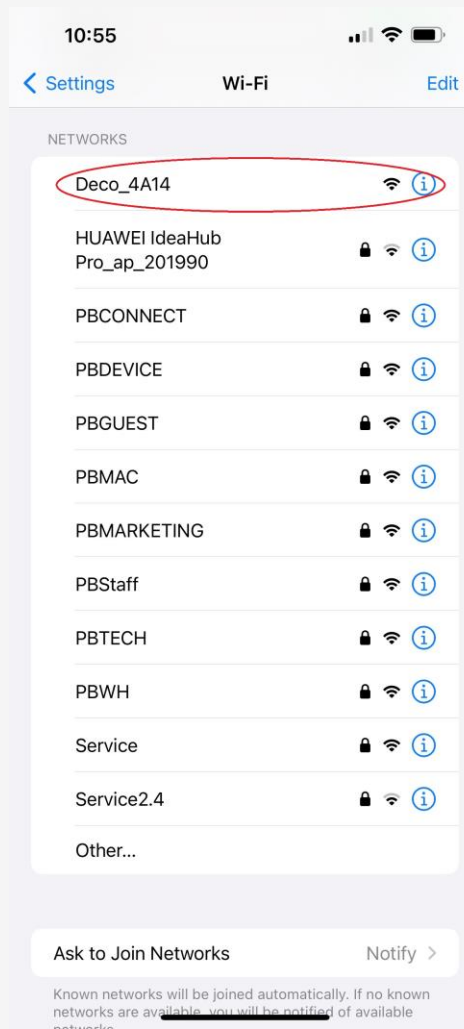 10:55
Settings Wi-Fi Edit
NETWORKS
Deco_4A14
HUAWEI IdeaHub
Pro_ap_201990
PBCONNECT
PBDEVICE
PBGUEST
PBMAC
PBMARKETING
PBStaff
PBTECH
PBWH
Service
Service2.4
Other...
Ask to Join Networks Notify
Known networks will be joined automatically. If no known
networks are available, you will be notified of available
networks.